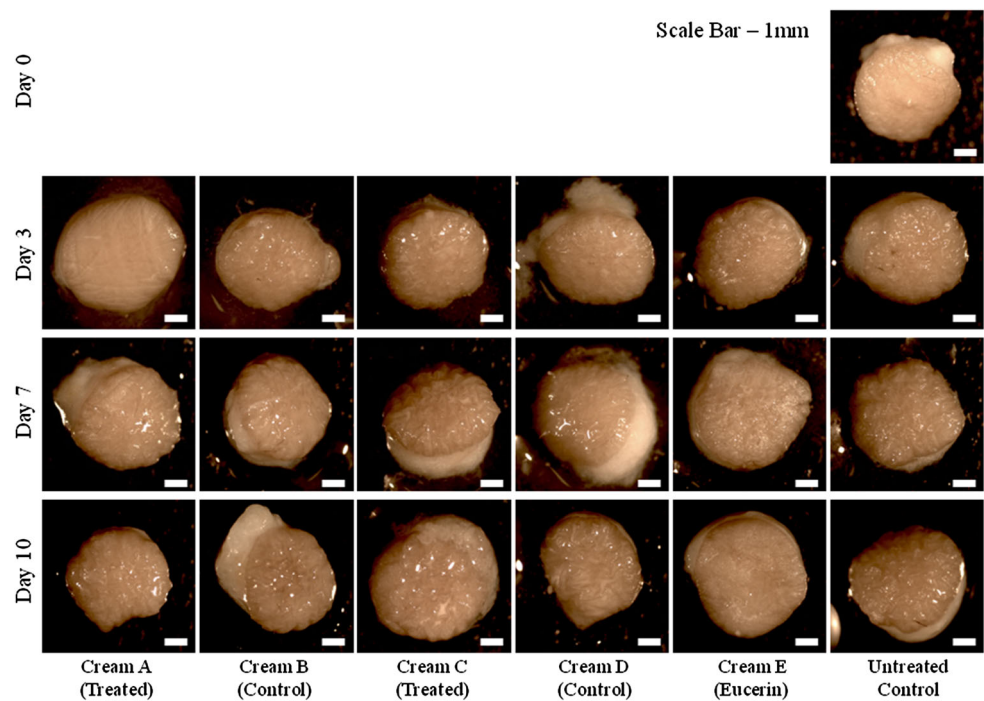 Scale Bar – 1mm
Day 0
Day 3
Day 7
Day 10
Cream A
(Treated)
Cream B
(Control)
Cream C
(Treated)
Cream D
(Control)
Cream E
(Eucerin)
Untreated
Control